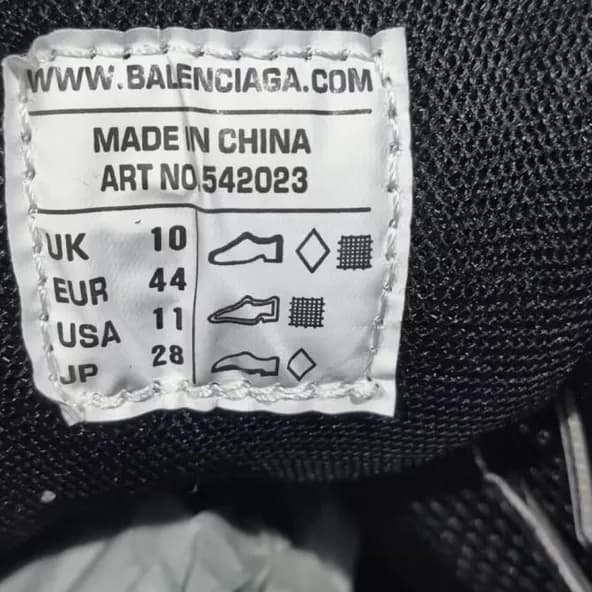 WWW.BALENCIAGA.COM
MADE IN CHINA
ART NO.542023
UK 10
EUR 44
USA 11
JP 28